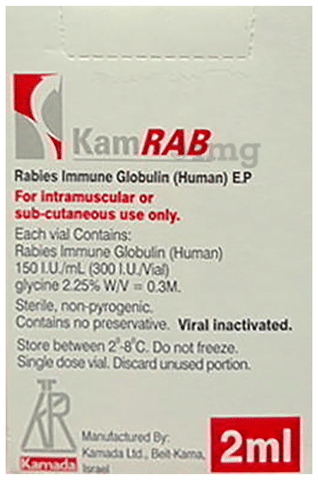 KamRAB
1mg
Rabies Immune Globulin (Human) E.P
For intramuscular or
sub-cutaneous use only.
Each vial Contains:
Rabies Immune Globulin (Human)
150 I.U./mL (300 I.U./Vial)
glycine 2.25% W/V = 0.3M.
Sterile, non-pyrogenic.
Contains no preservative. Viral inactivated.
Store between 2°-8°C. Do not freeze.
Single dose vial. Discard unused portion.
Kamada
Manufactured By:
Kamada Ltd., Beit-Kama,
Israel
2ml